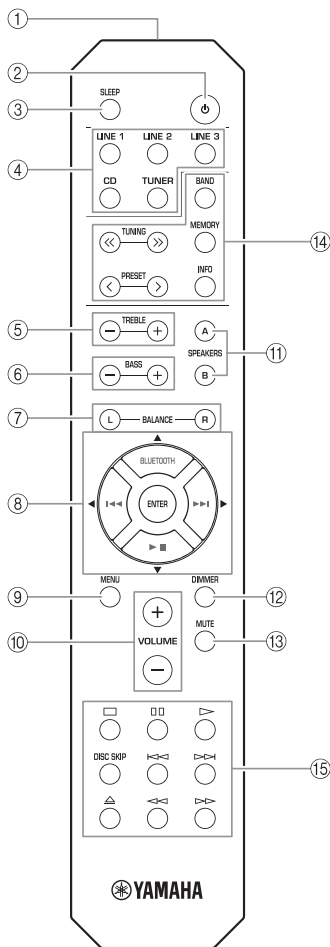 ①
②
③ SLEEP
LINE 1 LINE 2 LINE 3
④
CD TUNER BAND
TUNING MEMORY
⑭
PRESET INFO
⑤ TREBLE A
SPEAKERS ⑪
⑥ BASS B
⑦ L BALANCE R
BLUETOOTH
⑧ ENTER
⑨ MENU DIMMER ⑫
⑩ VOLUME MUTE ⑬
DISC SKIP ⑮
YAMAHA